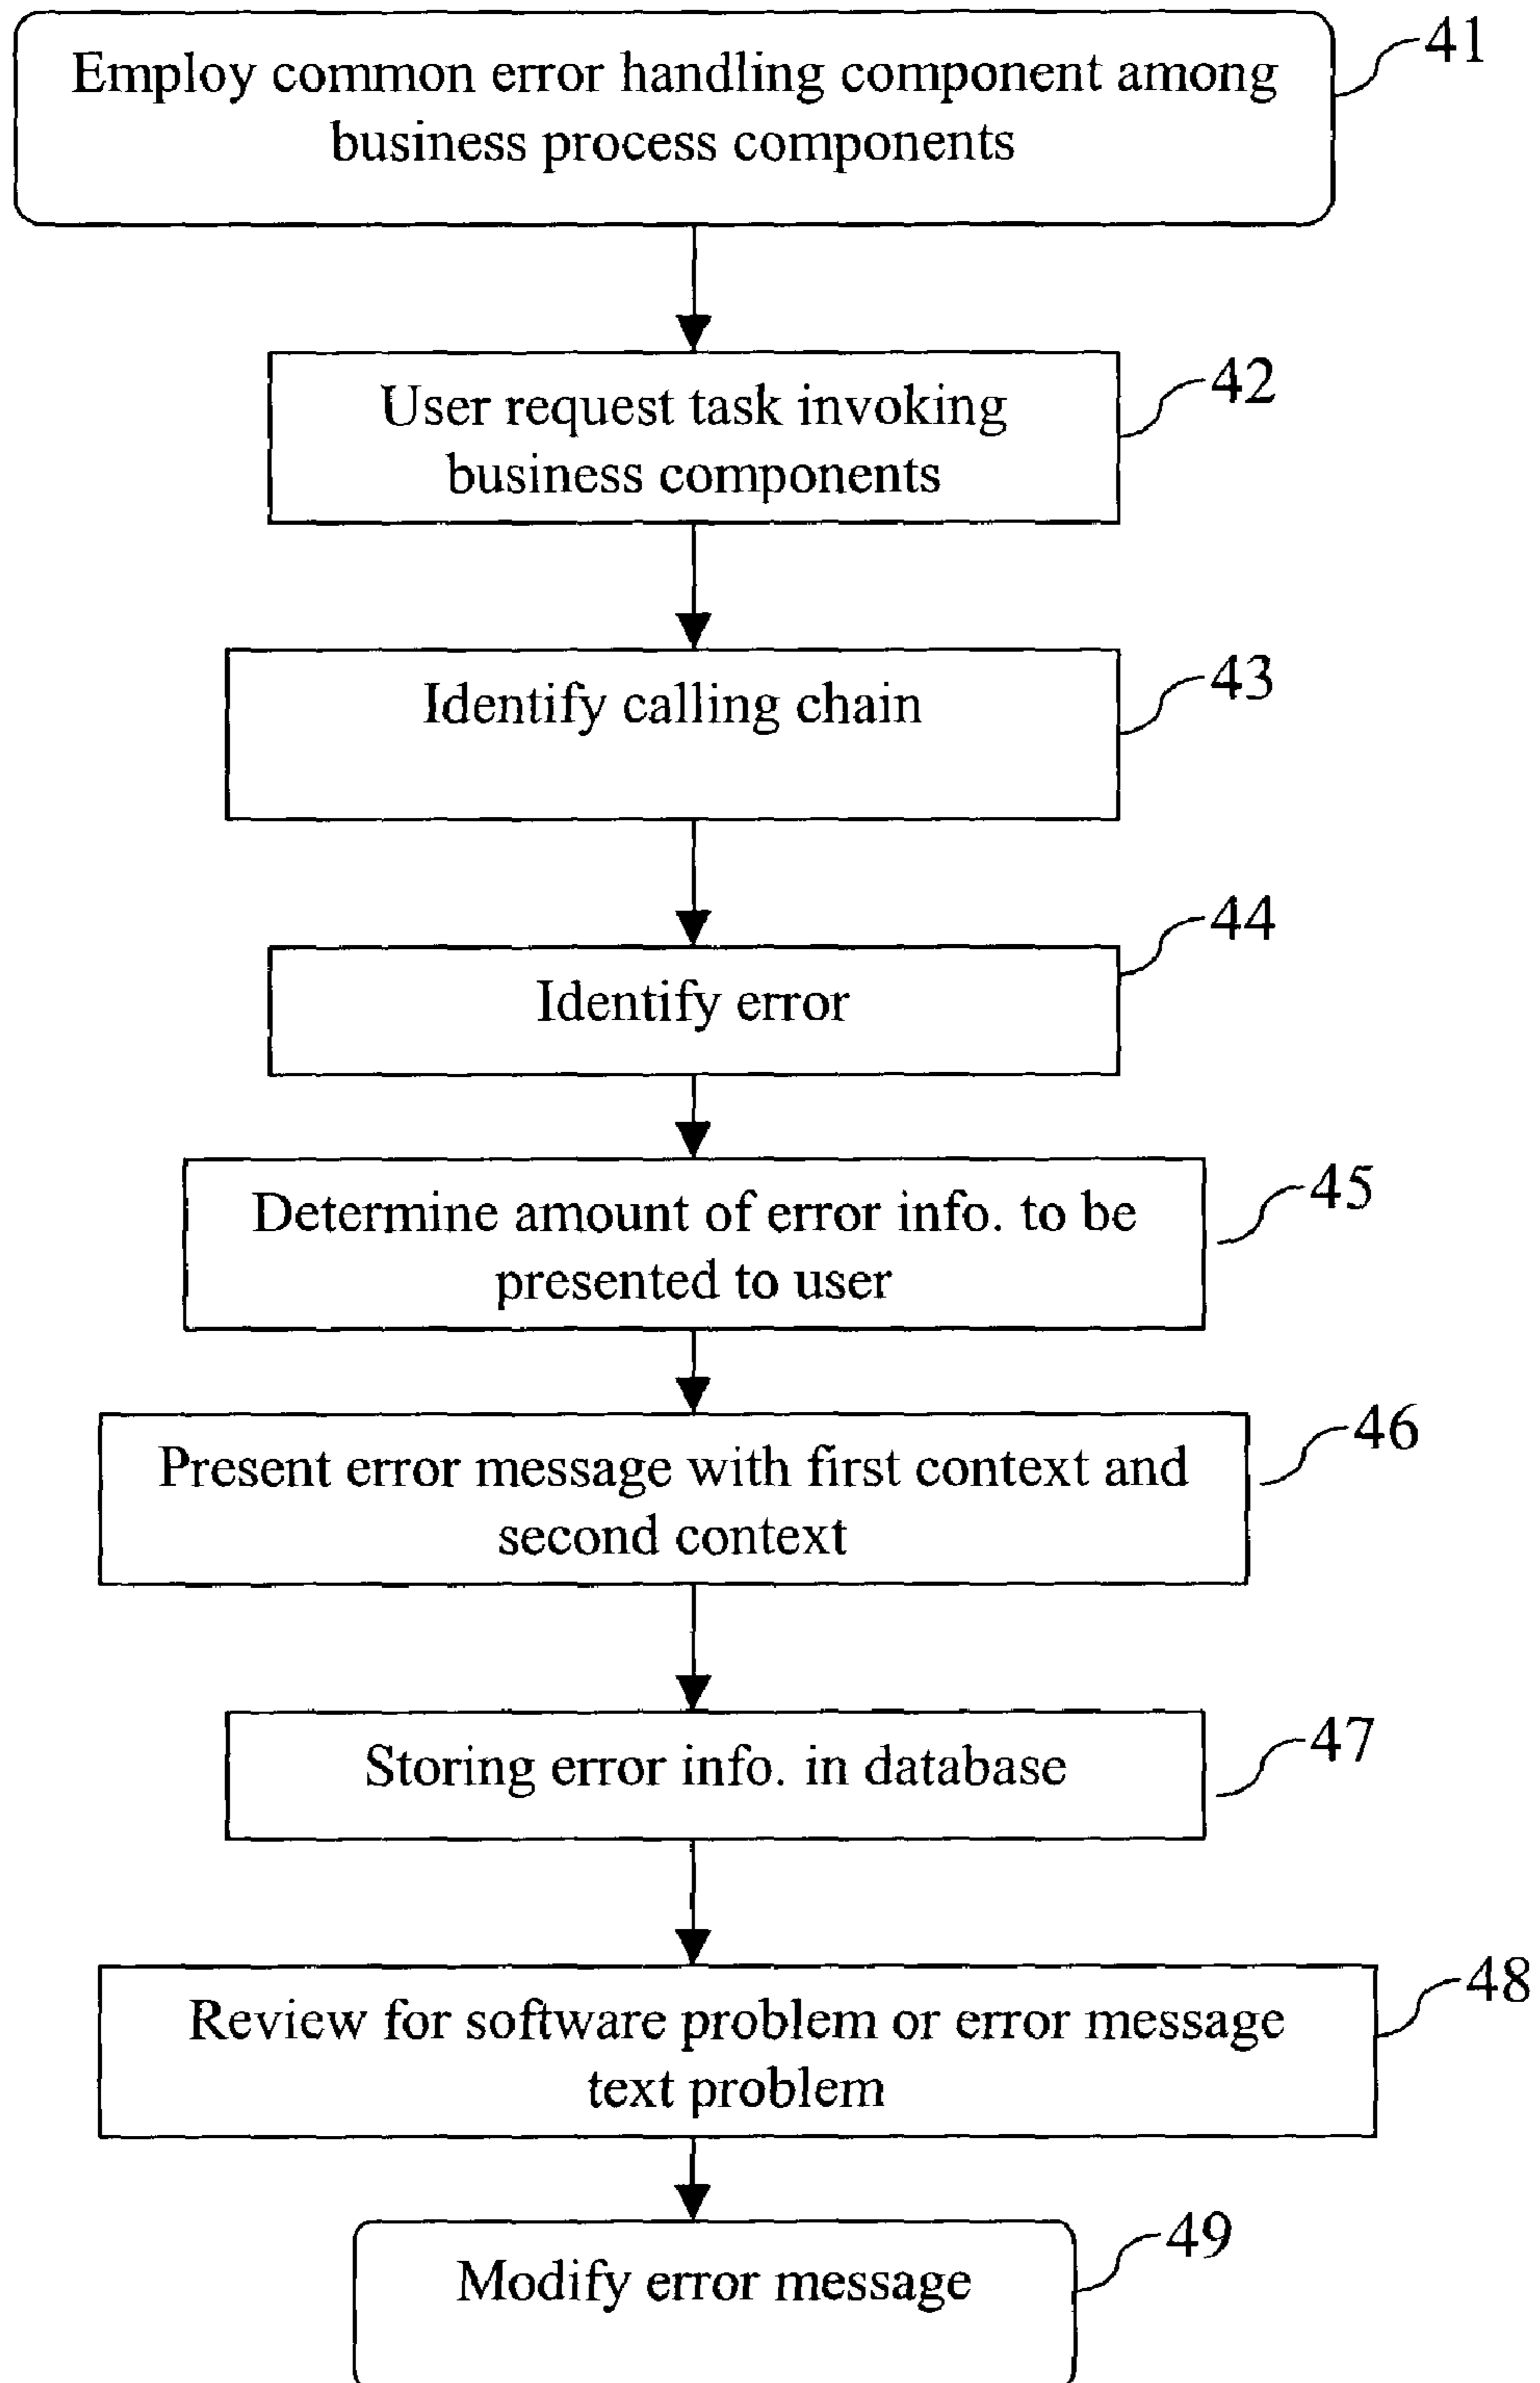 41
Employ common error handling component among
business process components
42
User request task invoking
business components
43
Identify calling chain
44
Identify error
45
Determine amount of error info. to be
presented to user
46
Present error message with first context and
second context
47
Storing error info. in database
48
Review for software problem or error message
text problem
49
Modify error message